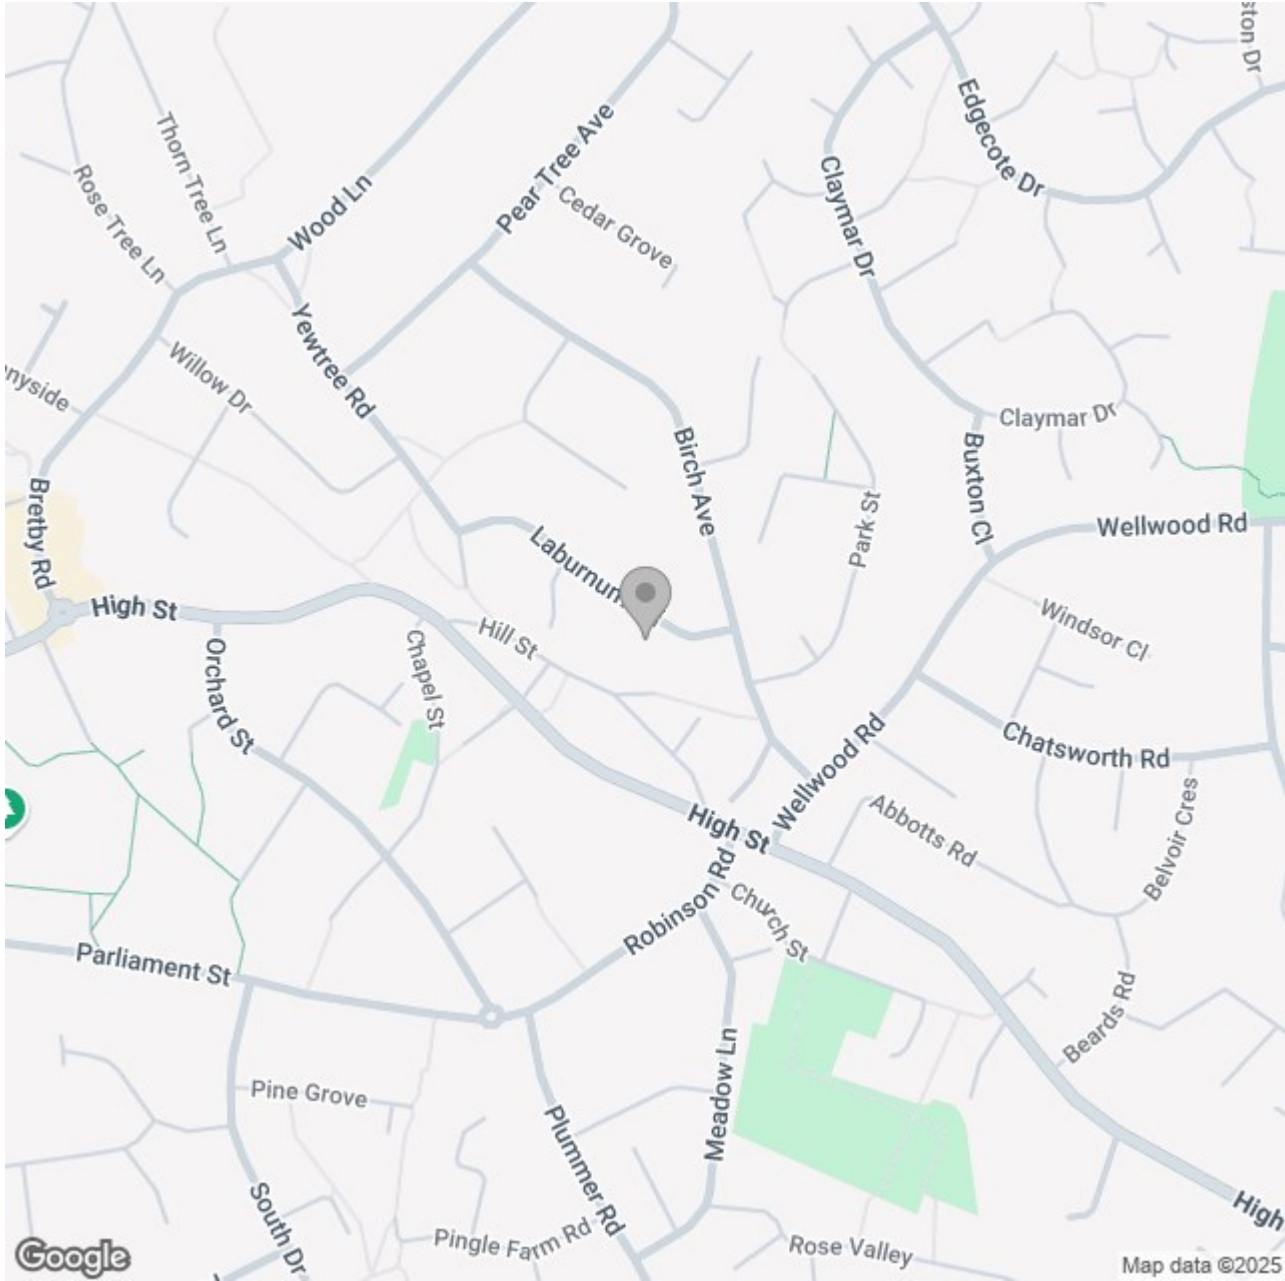 ston Dr
Edgecote Dr
Thorn Tree Ln
Pear Tree Ave
Claymar Dr
Rose Tree Ln
Wood Ln
Cedar Grove
Yewtree Rd
Willow Dr
nyside
Claymar Dr
Birch Ave
Buxton Cl
Bretby Rd
Park St
Wellwood Rd
Laburnum
High St
Hill St
Windsor Cl
Chapel St
Orchard St
Wellwood Rd
Chatsworth Rd
High St
Abbotts Rd
Belvoir Cres
Robinson Rd
Church St
Parliament St
Beards Rd
Meadow Ln
Pine Grove
Plummer Rd
South Dr
Pingle Farm Rd
Rose Valley
High
Google
Map data ©2025